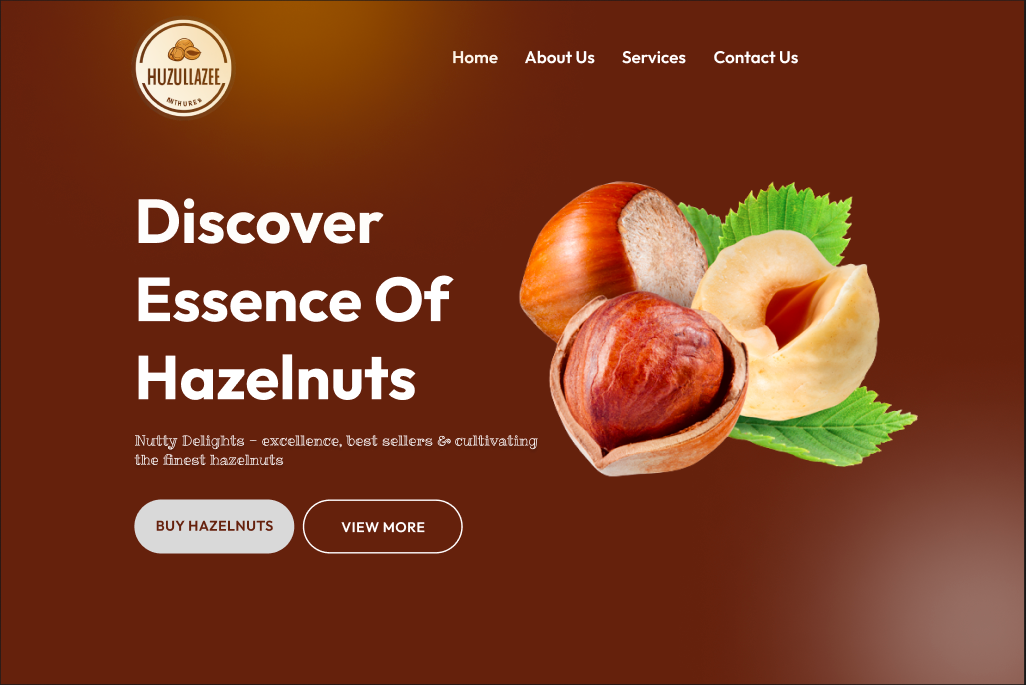 HUZULLAZEE
Home About Us Services Contact Us
Discover
Essence Of
Hazelnuts
Nutty Delights – excellence, best sellers & cultivating
the finest hazelnuts
BUY HAZELNUTS VIEW MORE